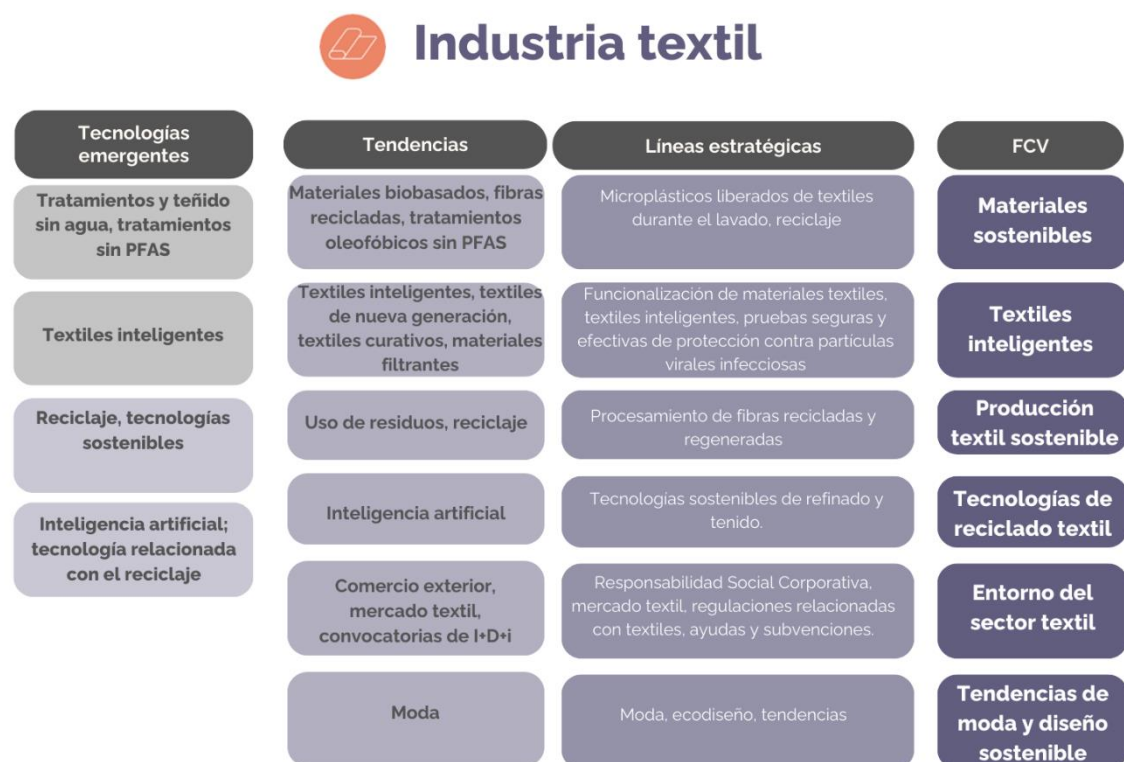 Industria textil
Tecnologías
emergentes
Tendencias
Líneas estratégicas
FCV
Tratamientos y teñido
sin agua, tratamientos
sin PFAS
Materiales biobasados, fibras
recicladas, tratamientos
oleofóbicos sin PFAS
Microplásticos liberados de textiles
durante el lavado, reciclaje
Materiales
sostenibles
Textiles inteligentes
Textiles inteligentes, textiles
de nueva generación,
textiles curativos, materiales
filtrantes
Funcionalización de materiales textiles,
textiles inteligentes, pruebas seguras y
efectivas de protección contra partículas
virales infecciosas
Textiles
inteligentes
Reciclaje, tecnologías
sostenibles
Uso de residuos, reciclaje
Procesamiento de fibras recicladas y
regeneradas
Producción
textil sostenible
Inteligencia artificial;
tecnología relacionada
con el reciclaje
Inteligencia artificial
Tecnologías sostenibles de refinado y
tenido.
Tecnologías de
reciclado textil
Comercio exterior,
mercado textil,
convocatorias de I+D+i
Responsabilidad Social Corporativa,
mercado textil, regulaciones relacionadas
con textiles, ayudas y subvenciones.
Entorno del
sector textil
Moda
Moda, ecodiseño, tendencias
Tendencias de
moda y diseño
sostenible